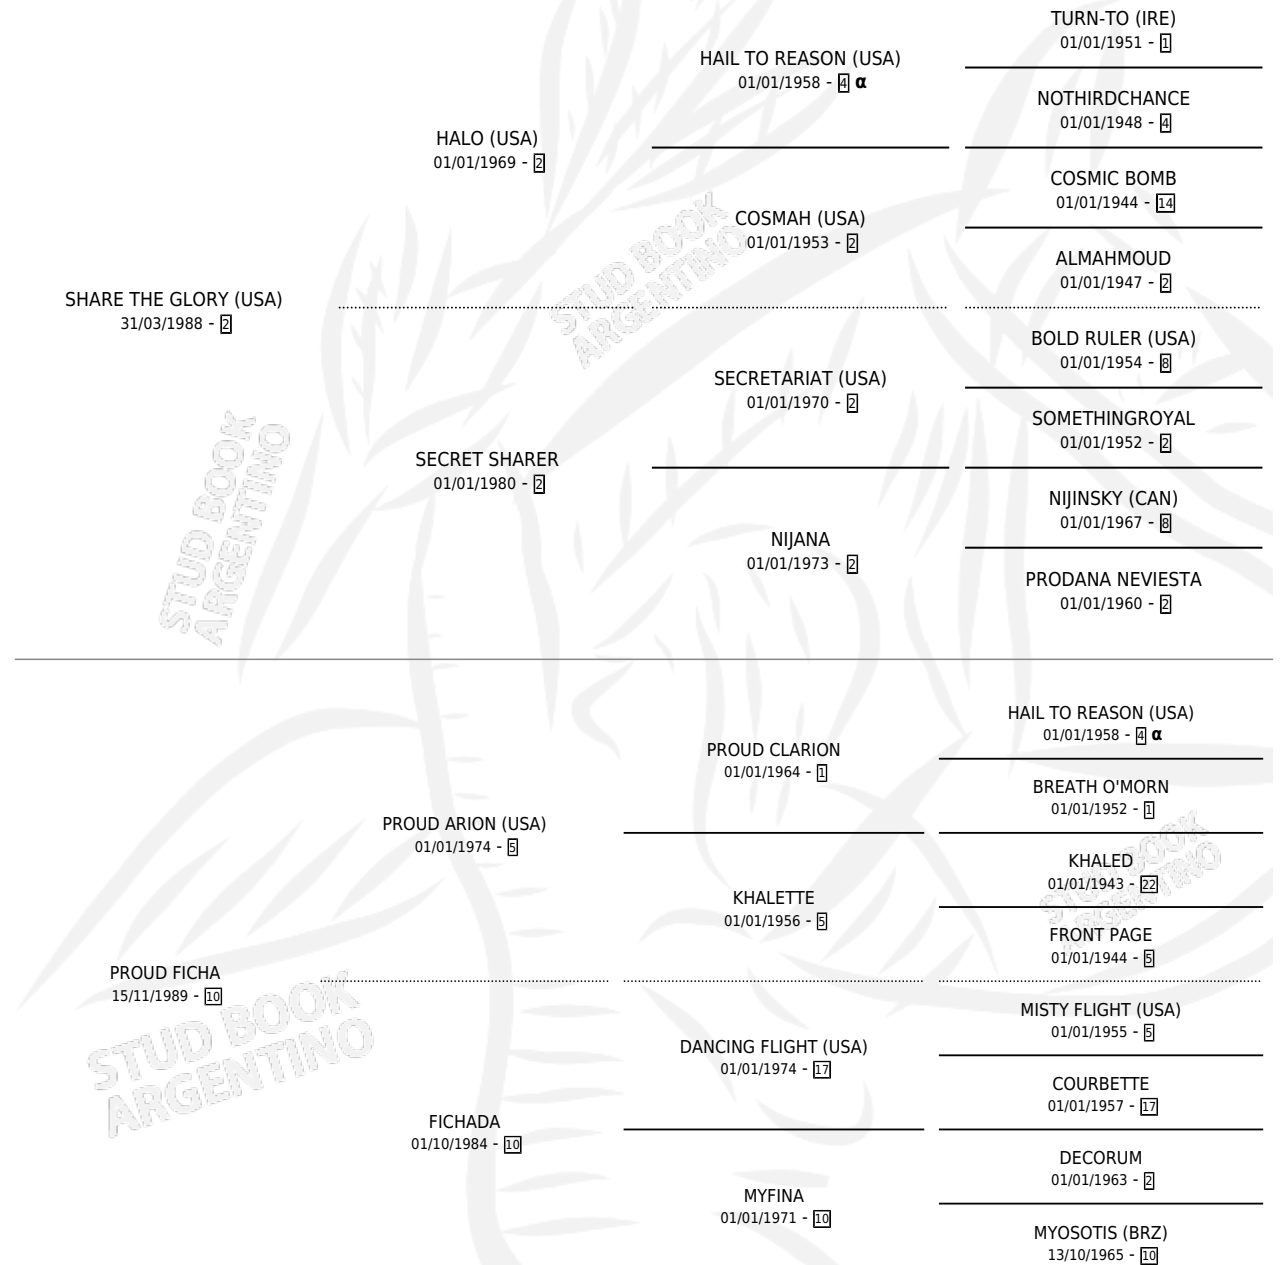 TURN-TO (IRE)
01/01/1951 - 1
HAIL TO REASON (USA)
01/01/1958 - 4 α
NOTHIRDCHANCE
01/01/1948 - 4
HALO (USA)
01/01/1969 - 2
COSMIC BOMB
01/01/1944 - 14
COSMAH (USA)
01/01/1953 - 2
ALMAHMOUD
01/01/1947 - 2
SHARE THE GLORY (USA)
31/03/1988 - 2
BOLD RULER (USA)
01/01/1954 - 8
SECRETARIAT (USA)
01/01/1970 - 2
SOMETHINGROYAL
01/01/1952 - 2
SECRET SHARER
01/01/1980 - 2
NIJINSKY (CAN)
01/01/1967 - 8
NIJANA
01/01/1973 - 2
PRODANA NEVIESTA
01/01/1960 - 2
HAIL TO REASON (USA)
01/01/1958 - 4 α
PROUD CLARION
01/01/1964 - 1
BREATH O'MORN
01/01/1952 - 1
PROUD ARION (USA)
01/01/1974 - 5
KHALED
01/01/1943 - 22
KHALETTE
01/01/1956 - 5
FRONT PAGE
01/01/1944 - 5
PROUD FICHA
15/11/1989 - 10
MISTY FLIGHT (USA)
01/01/1955 - 5
DANCING FLIGHT (USA)
01/01/1974 - 17
COURBETTE
01/01/1957 - 17
FICHADA
01/10/1984 - 10
DECORUM
01/01/1963 - 2
MYFINA
01/01/1971 - 10
MYOSOTIS (BRZ)
13/10/1965 - 10
STUD BOOK
ARGENTINO
STUD BOOK
ARGENTINO
STUD BOOK
ARGENTINO
STUD BOOK
ARGENTINO